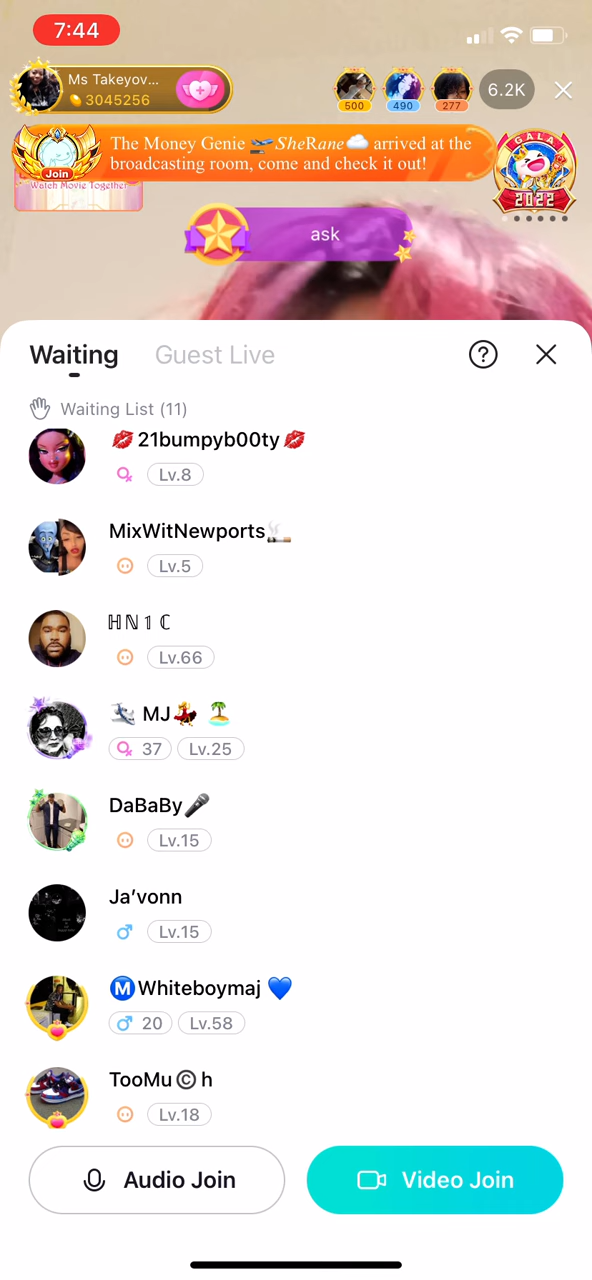 7:44
Ms Takeyov...
3045256
500
490
277
6.2K
The Money Genie 🛫SheRane☁️ arrived at the
broadcasting room, come and check it out!
Join
Watch Movie Together
GALA
2022
ask
Waiting
Guest Live
Waiting List (11)
💋21bumpyb00ty💋
Lv.8
MixWitNewports🚬
Lv.5
ℍℕ𝟙ℂ
Lv.66
MJ💃🏝️
37
Lv.25
DaBaBy🎤
Lv.15
Ja’vonn
Lv.15
Ⓜ️Whiteboymaj 💙
20
Lv.58
TooMu©️h
Lv.18
Audio Join
Video Join